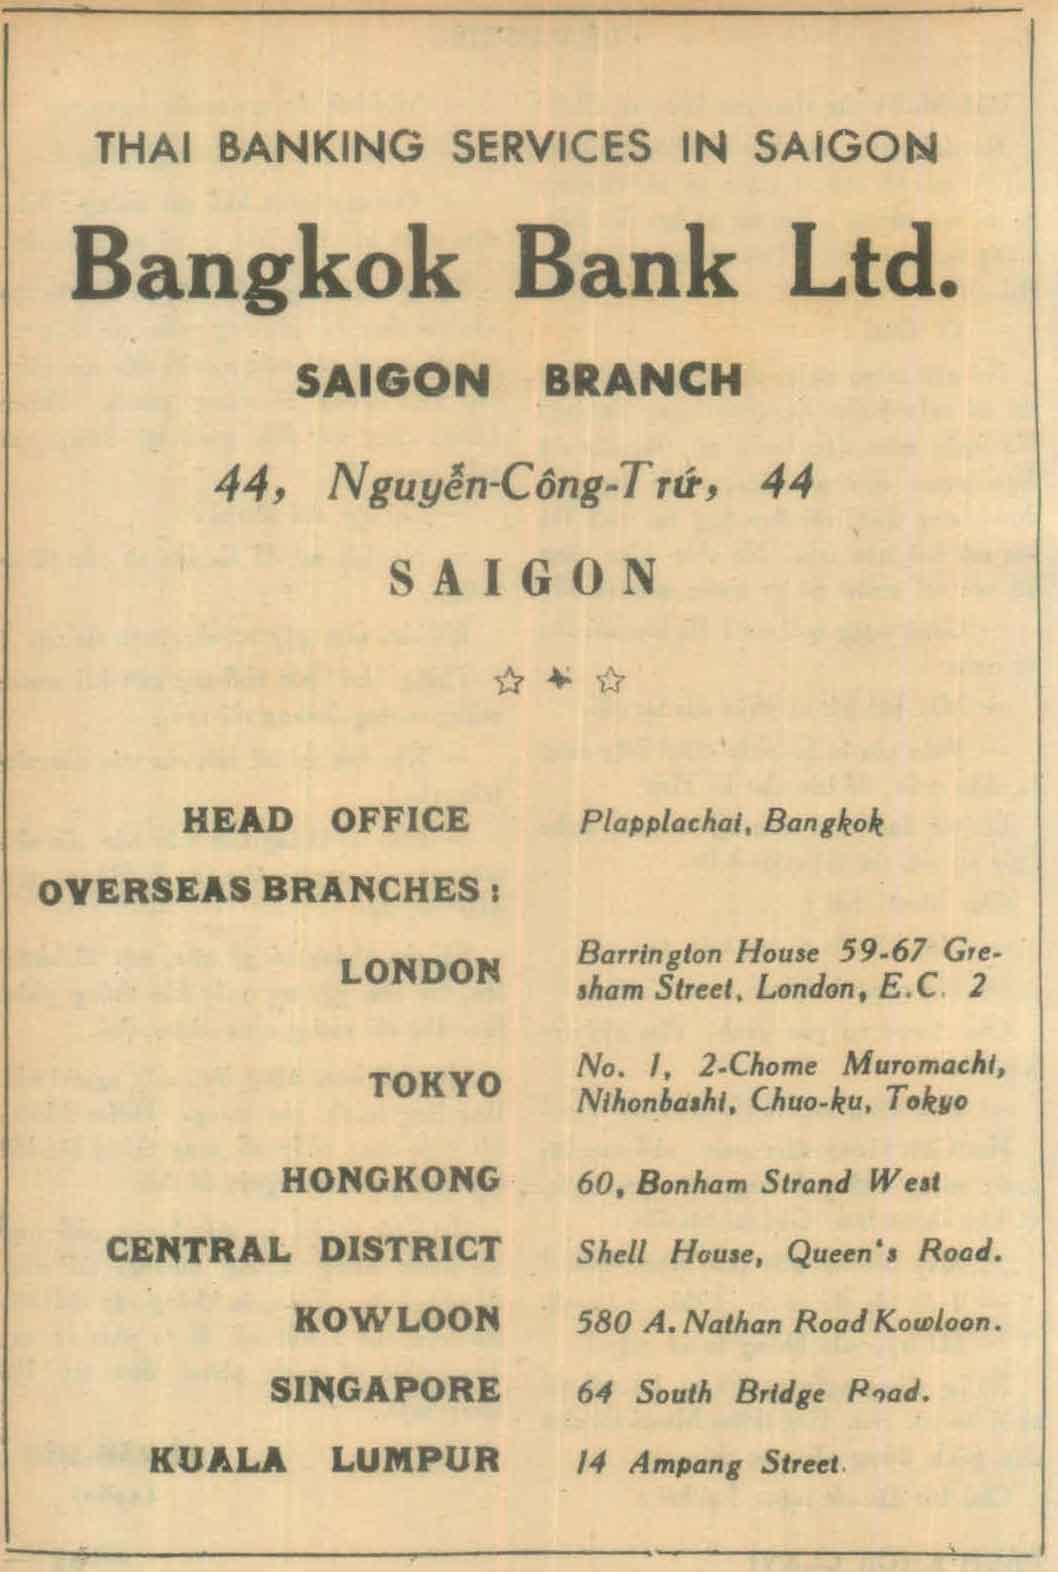 THAI BANKING SERVICES IN SAIGON
Bangkok Bank Ltd.
SAIGON BRANCH
44, Nguyễn-Công-Trứ, 44
SAIGON
HEAD OFFICE Plapplachai, Bangkok
OVERSEAS BRANCHES :
LONDON Barrington House 59-67 Gre-
sham Street, London, E.C. 2
TOKYO No. 1, 2-Chome Muromachi,
Nihonbashi, Chuo-ku, Tokyo
HONGKONG 60, Bonham Strand West
CENTRAL DISTRICT Shell House, Queen's Road.
KOWLOON 580 A. Nathan Road Kowloon.
SINGAPORE 64 South Bridge Road.
KUALA LUMPUR 14 Ampang Street.